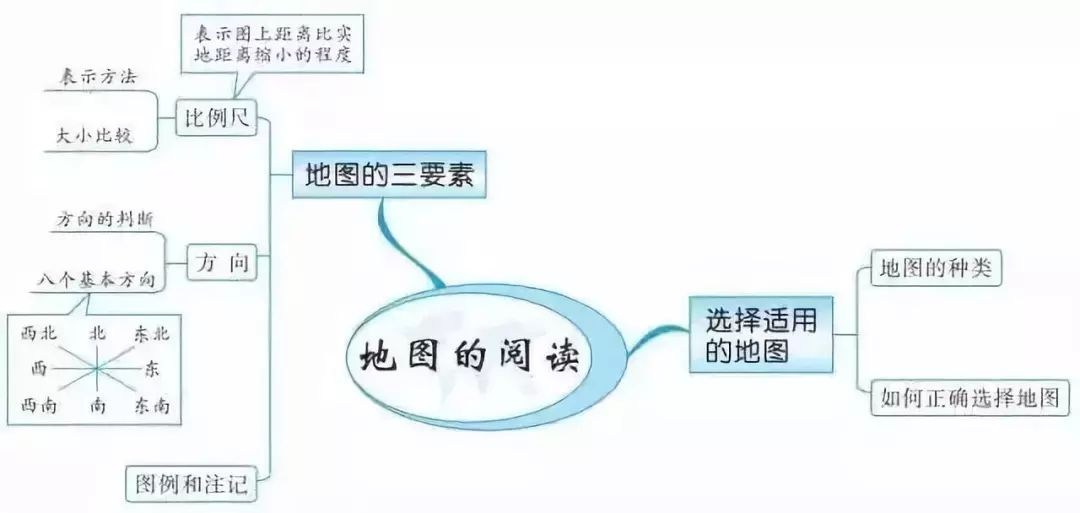 地图的阅读
地图的三要素
比例尺
表示图上距离比实
地距离缩小的程度
表示方法
大小比较
方向
方向的判断
八个基本方向
西北 北 东北
西 东
西南 南 东南
图例和注记
选择适用
的地图
地图的种类
如何正确选择地图